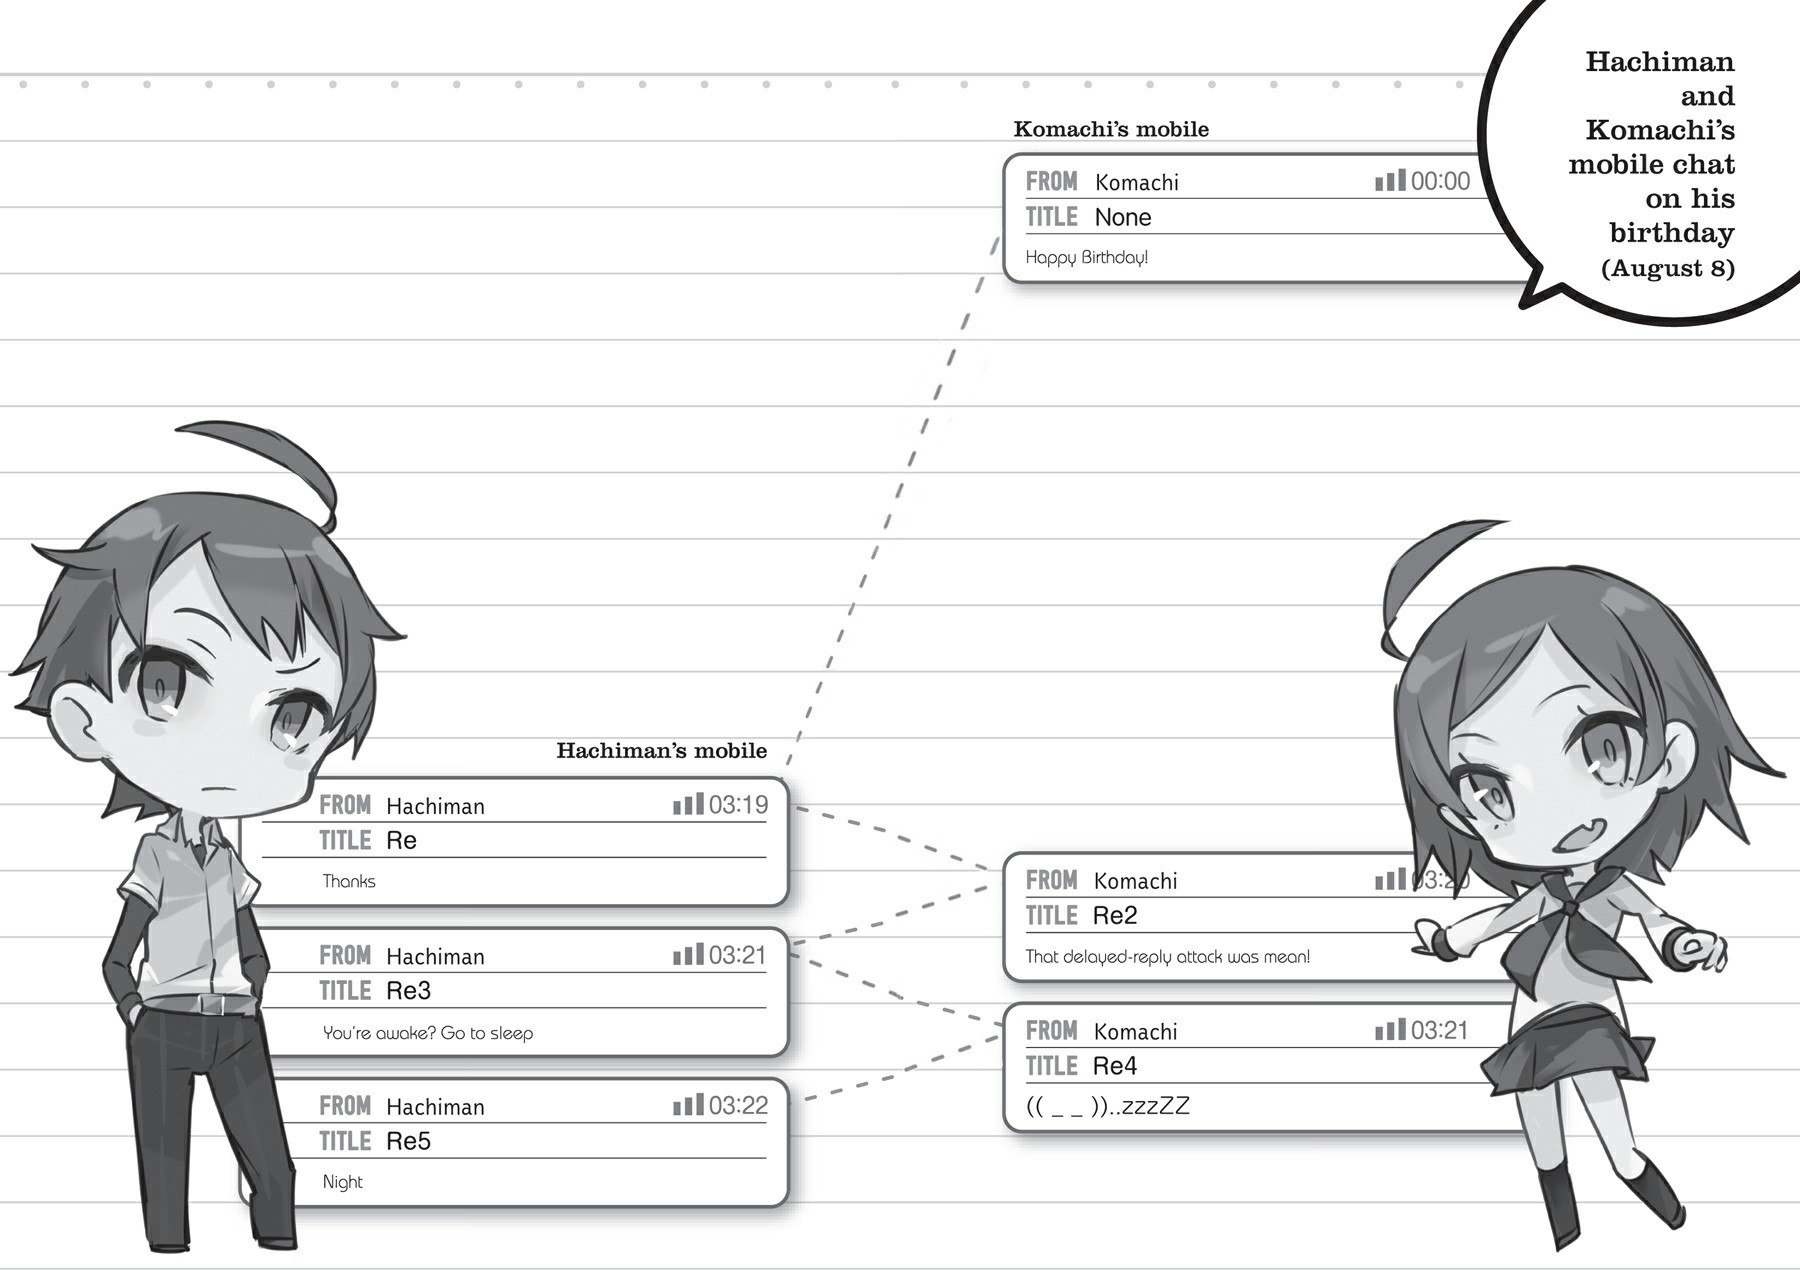 Hachiman
and
Komachi's
mobile chat
on his
birthday
(August 8)
Komachi's mobile
FROM Komachi 00:00
TITLE None
Happy Birthday!
Hachiman's mobile
FROM Hachiman 03:19
TITLE Re
Thanks
FROM Komachi 03:20
TITLE Re2
That delayed-reply attack was mean!
FROM Hachiman 03:21
TITLE Re3
You're awake? Go to sleep
FROM Komachi 03:21
TITLE Re4
(( _ _ ))..zzzZZ
FROM Hachiman 03:22
TITLE Re5
Night